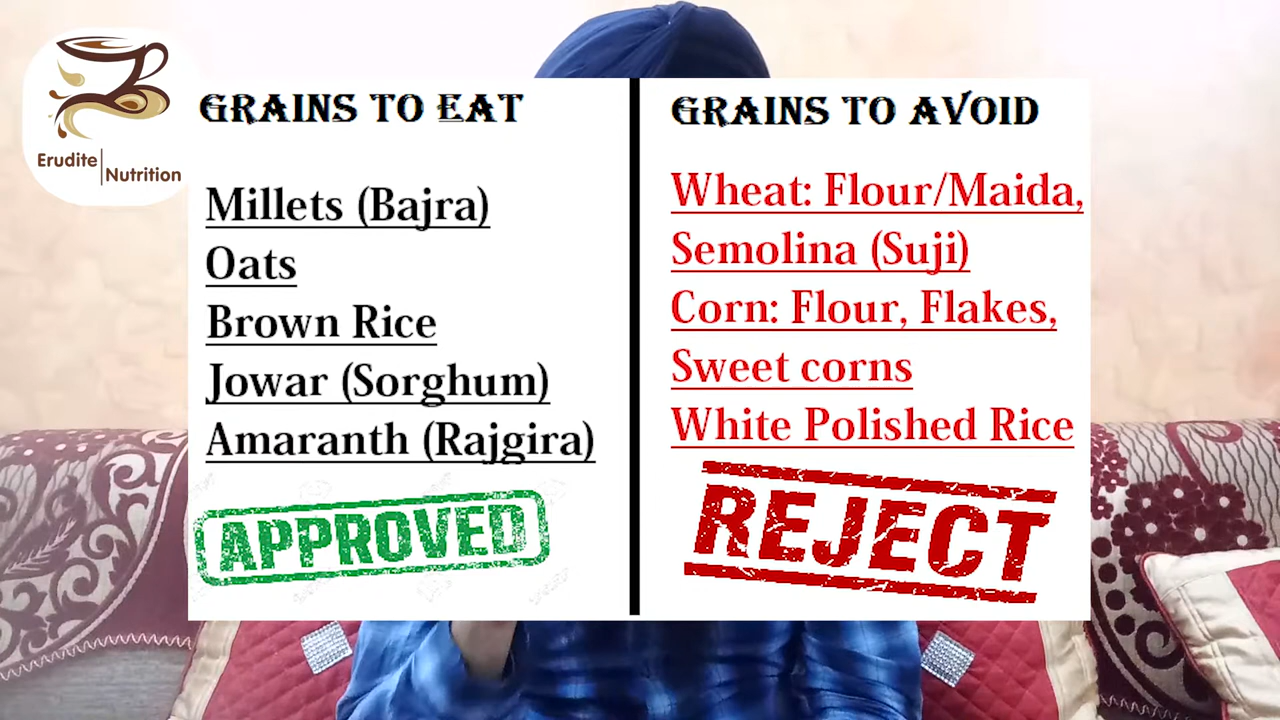 Erudite
Nutrition
GRAINS TO EAT
Millets (Bajra)
Oats
Brown Rice
Jowar (Sorghum)
Amaranth (Rajgira)
APPROVED
GRAINS TO AVOID
Wheat: Flour/Maida,
Semolina (Suji)
Corn: Flour, Flakes,
Sweet corns
White Polished Rice
REJECT